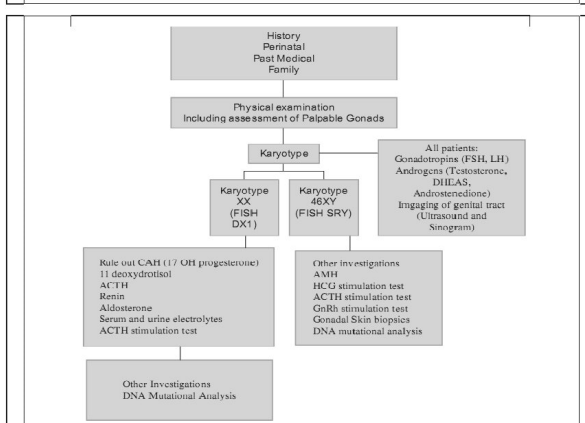 History
Perinatal
Past Medical
Family
Physical examination
Including assessment of Palpable Gonads
Karyotype
All patients:
Gonadotropins (FSH, LH)
Androgens (Testosterone,
DHEAS,
Androstenedione)
Imgaging of genital tract
(Ultrasound and
Sinogram)
Karyotype
XX
(FISH
DX1)
Karyotype
46XY
(FISH SRY)
Rule out CAH (17 OH progesterone)
11 deoxydrotisol
ACTH
Renin
Aldosterone
Serum and urine electrolytes
ACTH stimulation test
Other investigations
AMH
HCG stimulation test
ACTH stimulation test
GnRh stimulation test
Gonadal Skin biopsies
DNA mutational analysis
Other Investigations
DNA Mutational Analysis